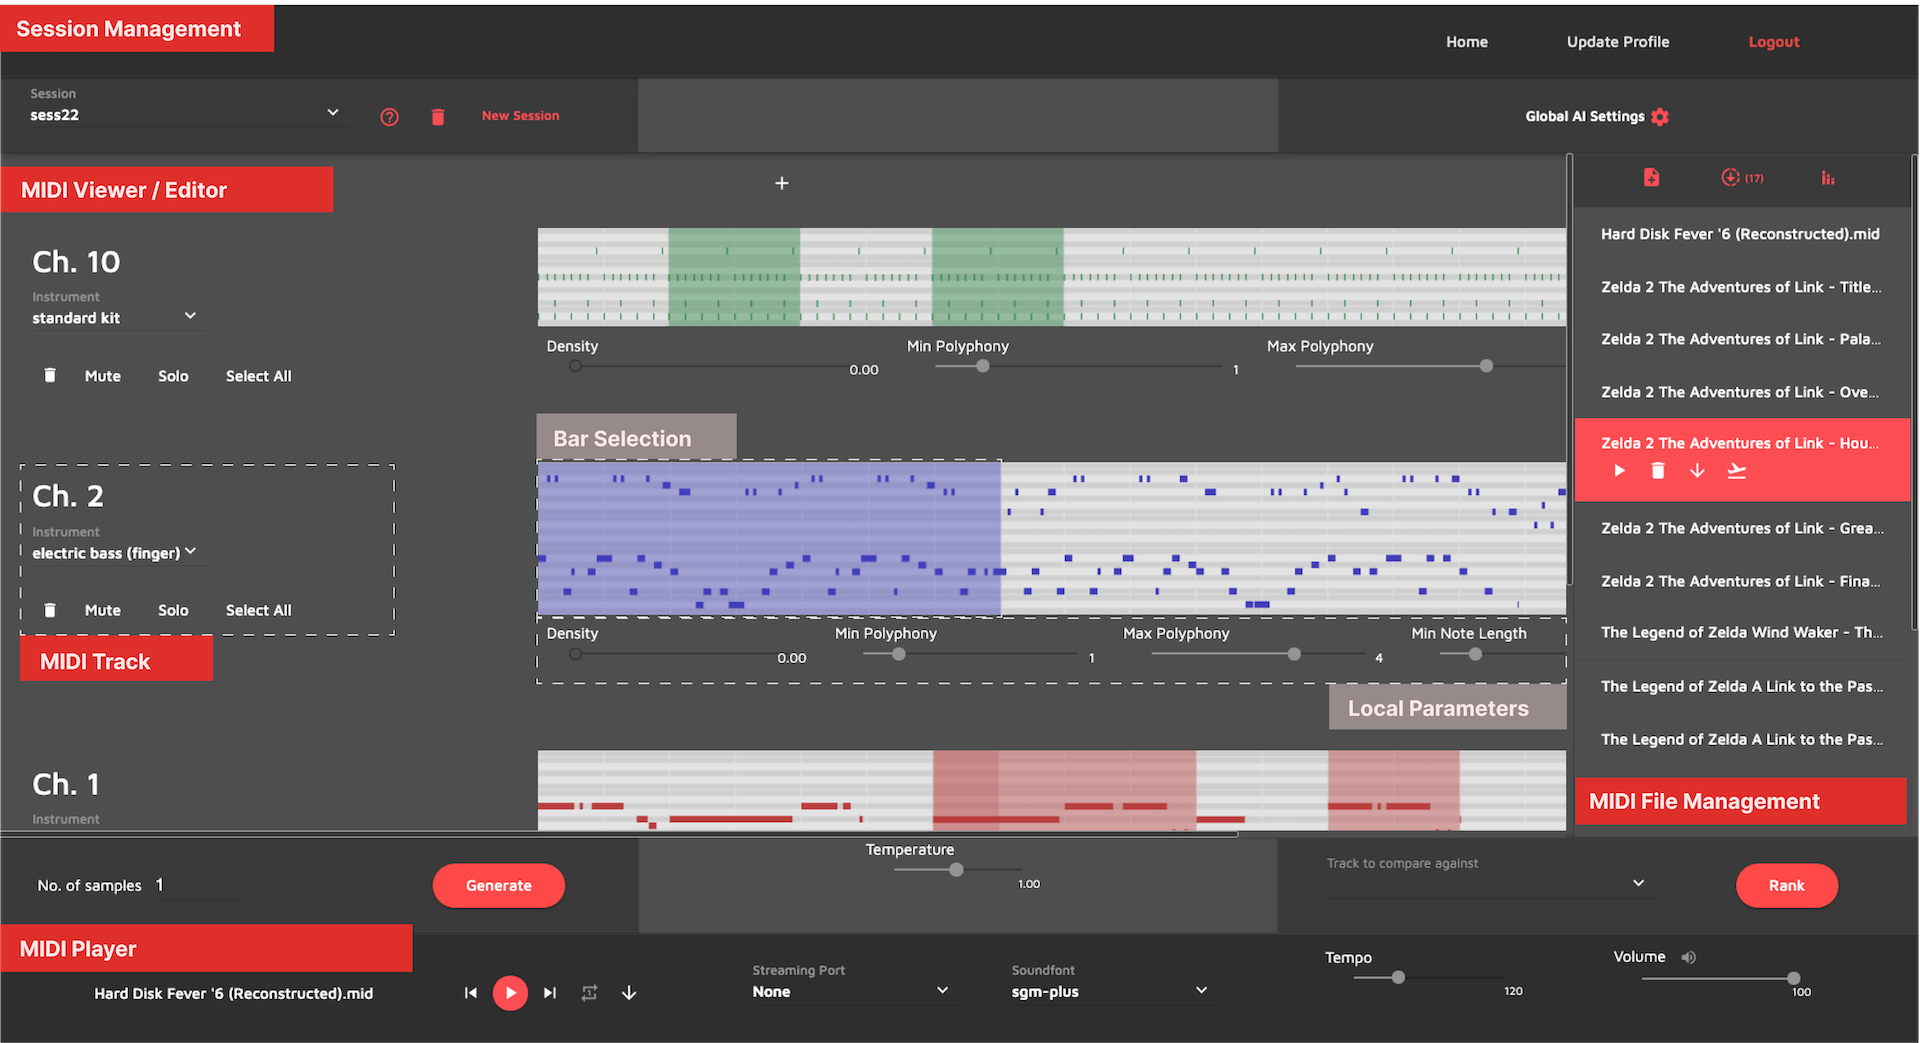 Session Management
Home Update Profile Logout
Session
sess22
New Session
Global AI Settings
MIDI Viewer / Editor
+
(17)
Ch. 10
Instrument
standard kit
Mute Solo Select All
Density 0.00
Min Polyphony 1
Max Polyphony
Bar Selection
Ch. 2
Instrument
electric bass (finger)
Mute Solo Select All
MIDI Track
Density 0.00
Min Polyphony 1
Max Polyphony 4
Min Note Length
Local Parameters
Ch. 1
Instrument
Hard Disk Fever '6 (Reconstructed).mid
Zelda 2 The Adventures of Link - Title...
Zelda 2 The Adventures of Link - Pala...
Zelda 2 The Adventures of Link - Ove...
Zelda 2 The Adventures of Link - Hou...
Zelda 2 The Adventures of Link - Grea...
Zelda 2 The Adventures of Link - Fina...
The Legend of Zelda Wind Waker - Th...
The Legend of Zelda A Link to the Pas...
The Legend of Zelda A Link to the Pas...
MIDI File Management
No. of samples 1
Generate
Temperature
1.00
Track to compare against
Rank
MIDI Player
Hard Disk Fever '6 (Reconstructed).mid
Streaming Port
None
Soundfont
sgm-plus
Tempo
120
Volume
100